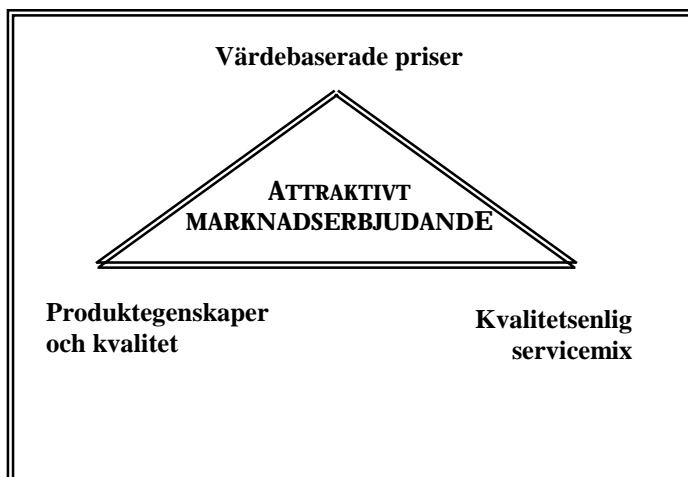 Värdebaserade priser
ATTRAKTIVT
MARKNADSERBJUDANDE
Produktegenskaper
och kvalitet
Kvalitetsenlig
servicemix